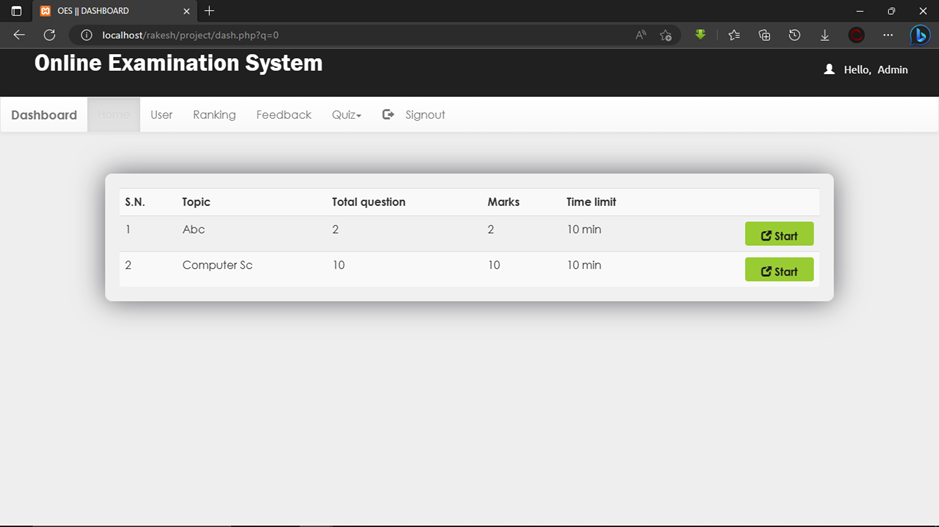 OES || DASHBOARD
localhost/rakesh/project/dash.php?q=0
Online Examination System
Hello, Admin
Dashboard Home User Ranking Feedback Quiz Signout
S.N. Topic Total question Marks Time limit
1 Abc 2 2 10 min Start
2 Computer Sc 10 10 10 min Start